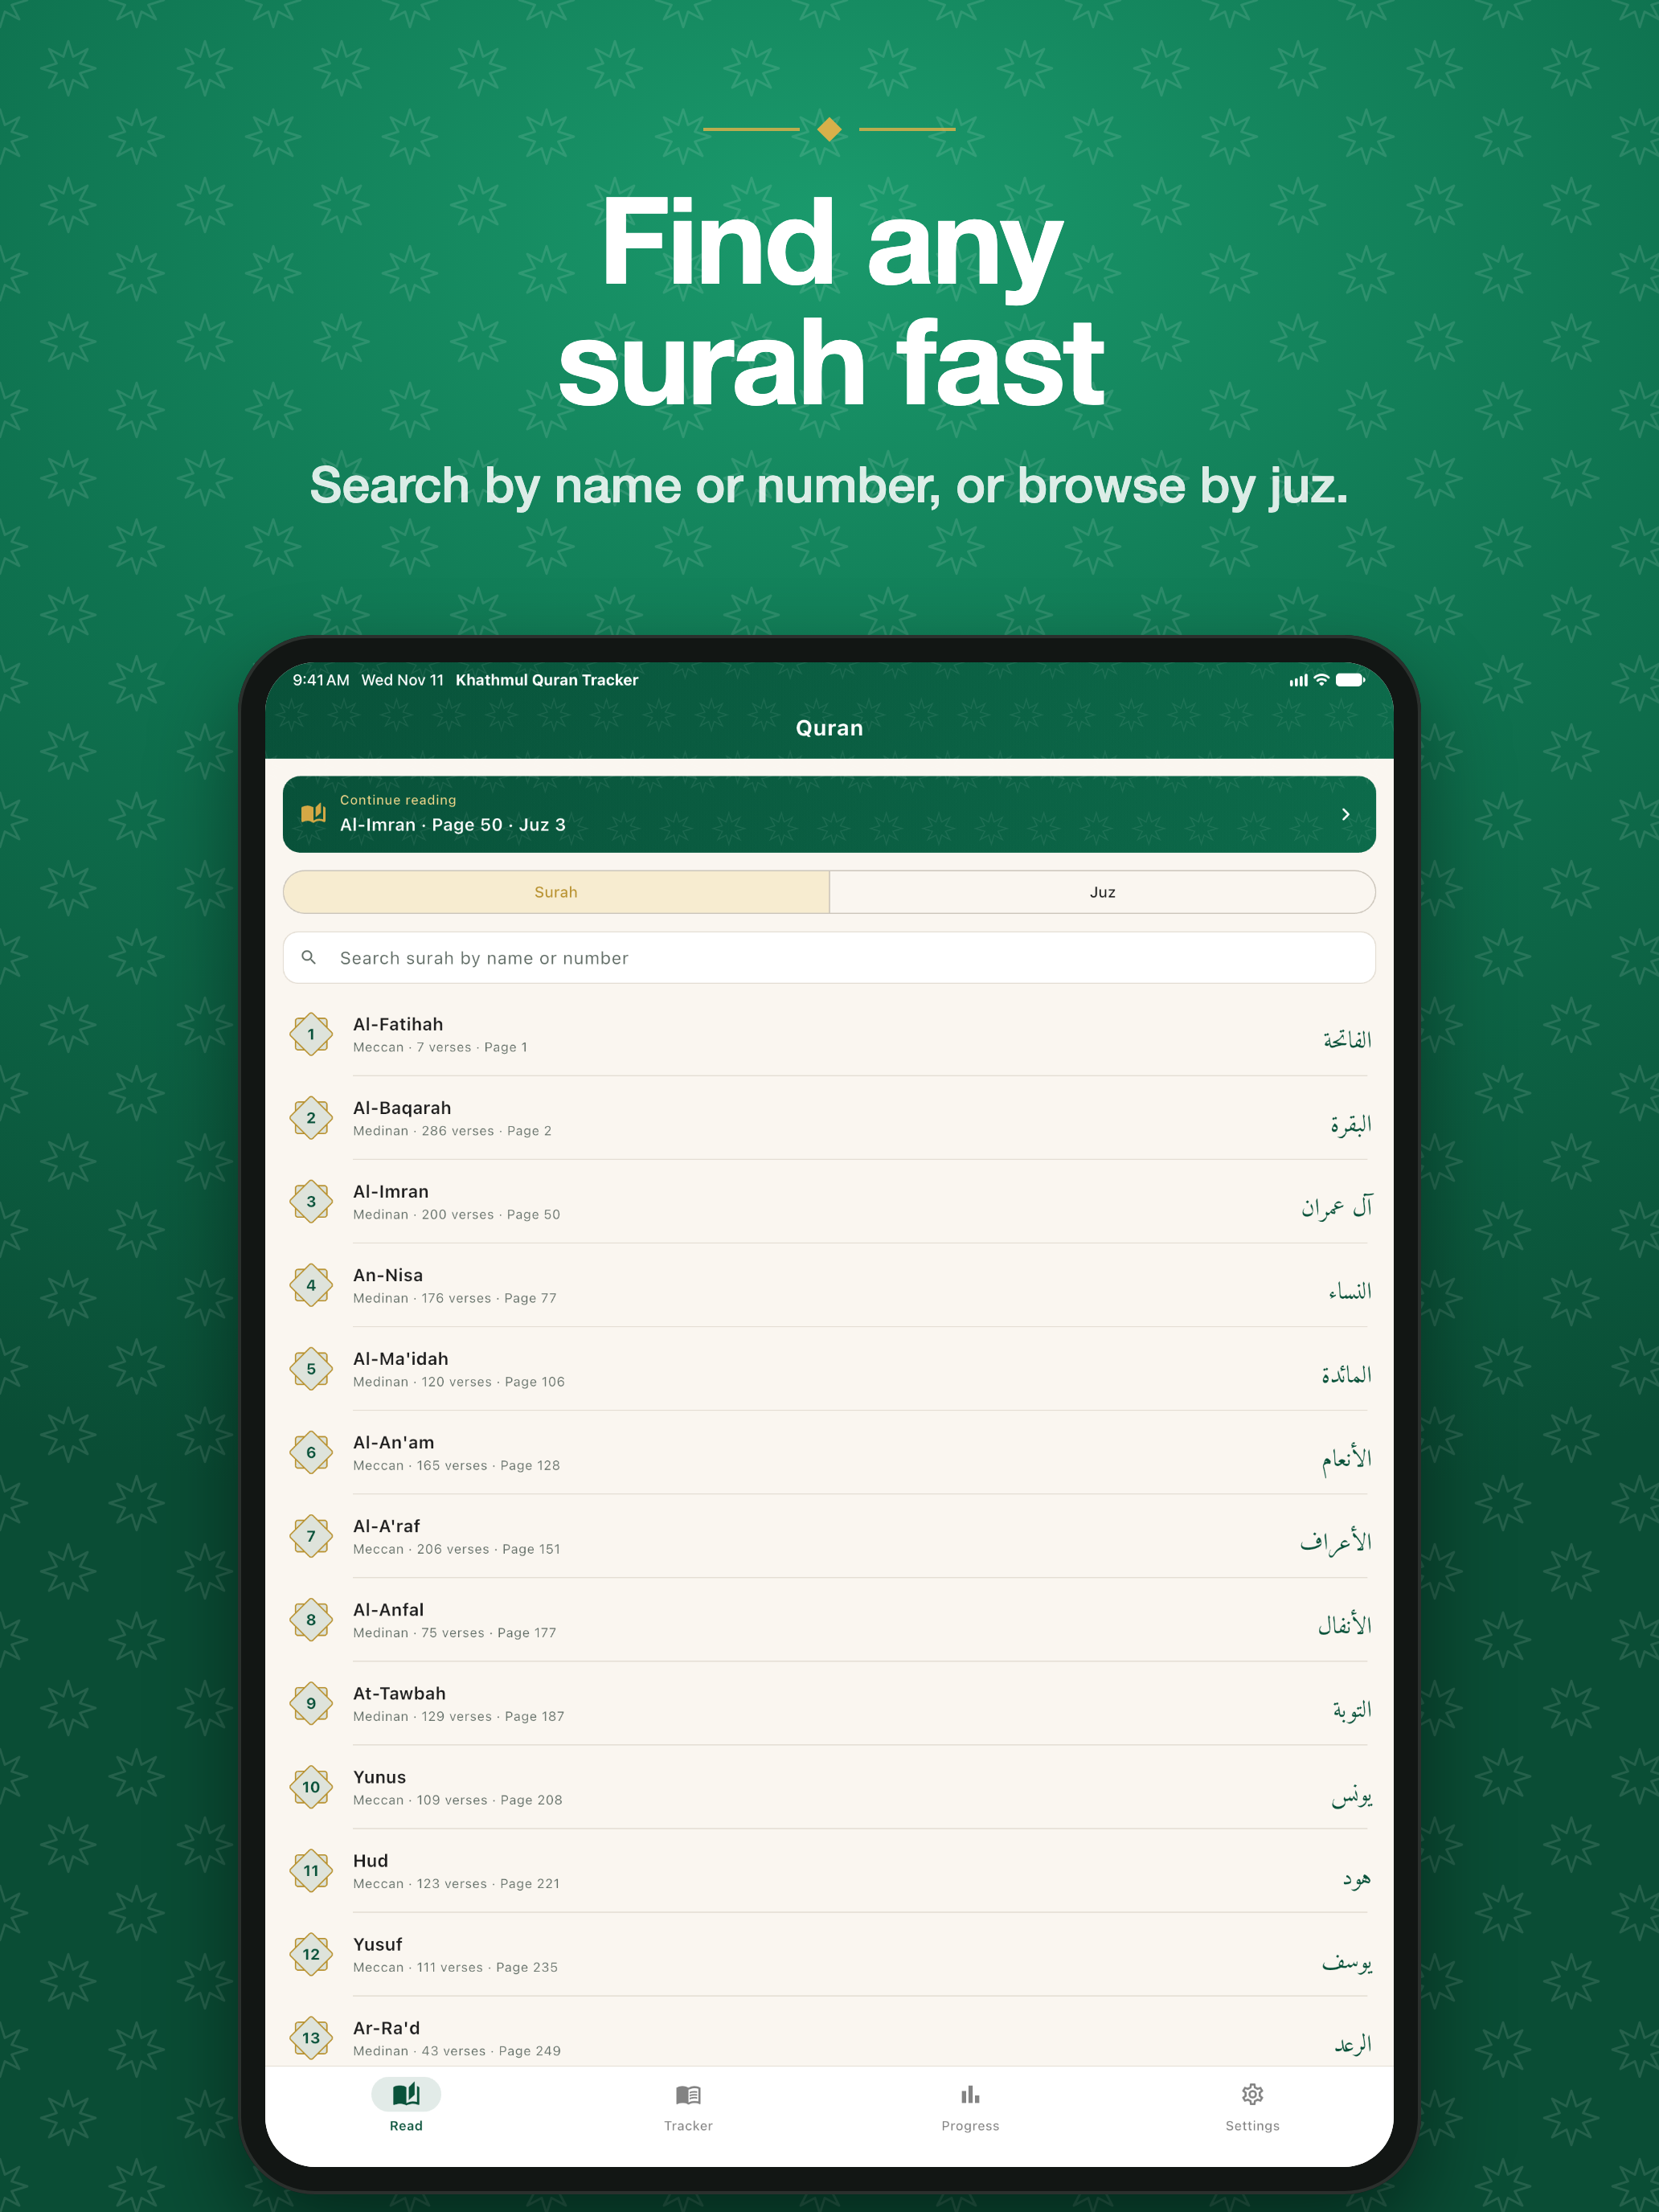 Find any
surah fast
Search by name or number, or browse by juz.
9:41 AM Wed Nov 11 Khathmul Quran Tracker
Quran
Continue reading
Al-Imran · Page 50 · Juz 3
Surah Juz
Search surah by name or number
1 Al-Fatihah الفاتحة
Meccan · 7 verses · Page 1
2 Al-Baqarah البقرة
Medinan · 286 verses · Page 2
3 Al-Imran آل عمران
Medinan · 200 verses · Page 50
4 An-Nisa النساء
Medinan · 176 verses · Page 77
5 Al-Ma'idah المائدة
Medinan · 120 verses · Page 106
6 Al-An'am الأنعام
Meccan · 165 verses · Page 128
7 Al-A'raf الأعراف
Meccan · 206 verses · Page 151
8 Al-Anfal الأنفال
Medinan · 75 verses · Page 177
9 At-Tawbah التوبة
Medinan · 129 verses · Page 187
10 Yunus يونس
Meccan · 109 verses · Page 208
11 Hud هود
Meccan · 123 verses · Page 221
12 Yusuf يوسف
Meccan · 111 verses · Page 235
13 Ar-Ra'd الرعد
Medinan · 43 verses · Page 249
Read Tracker Progress Settings